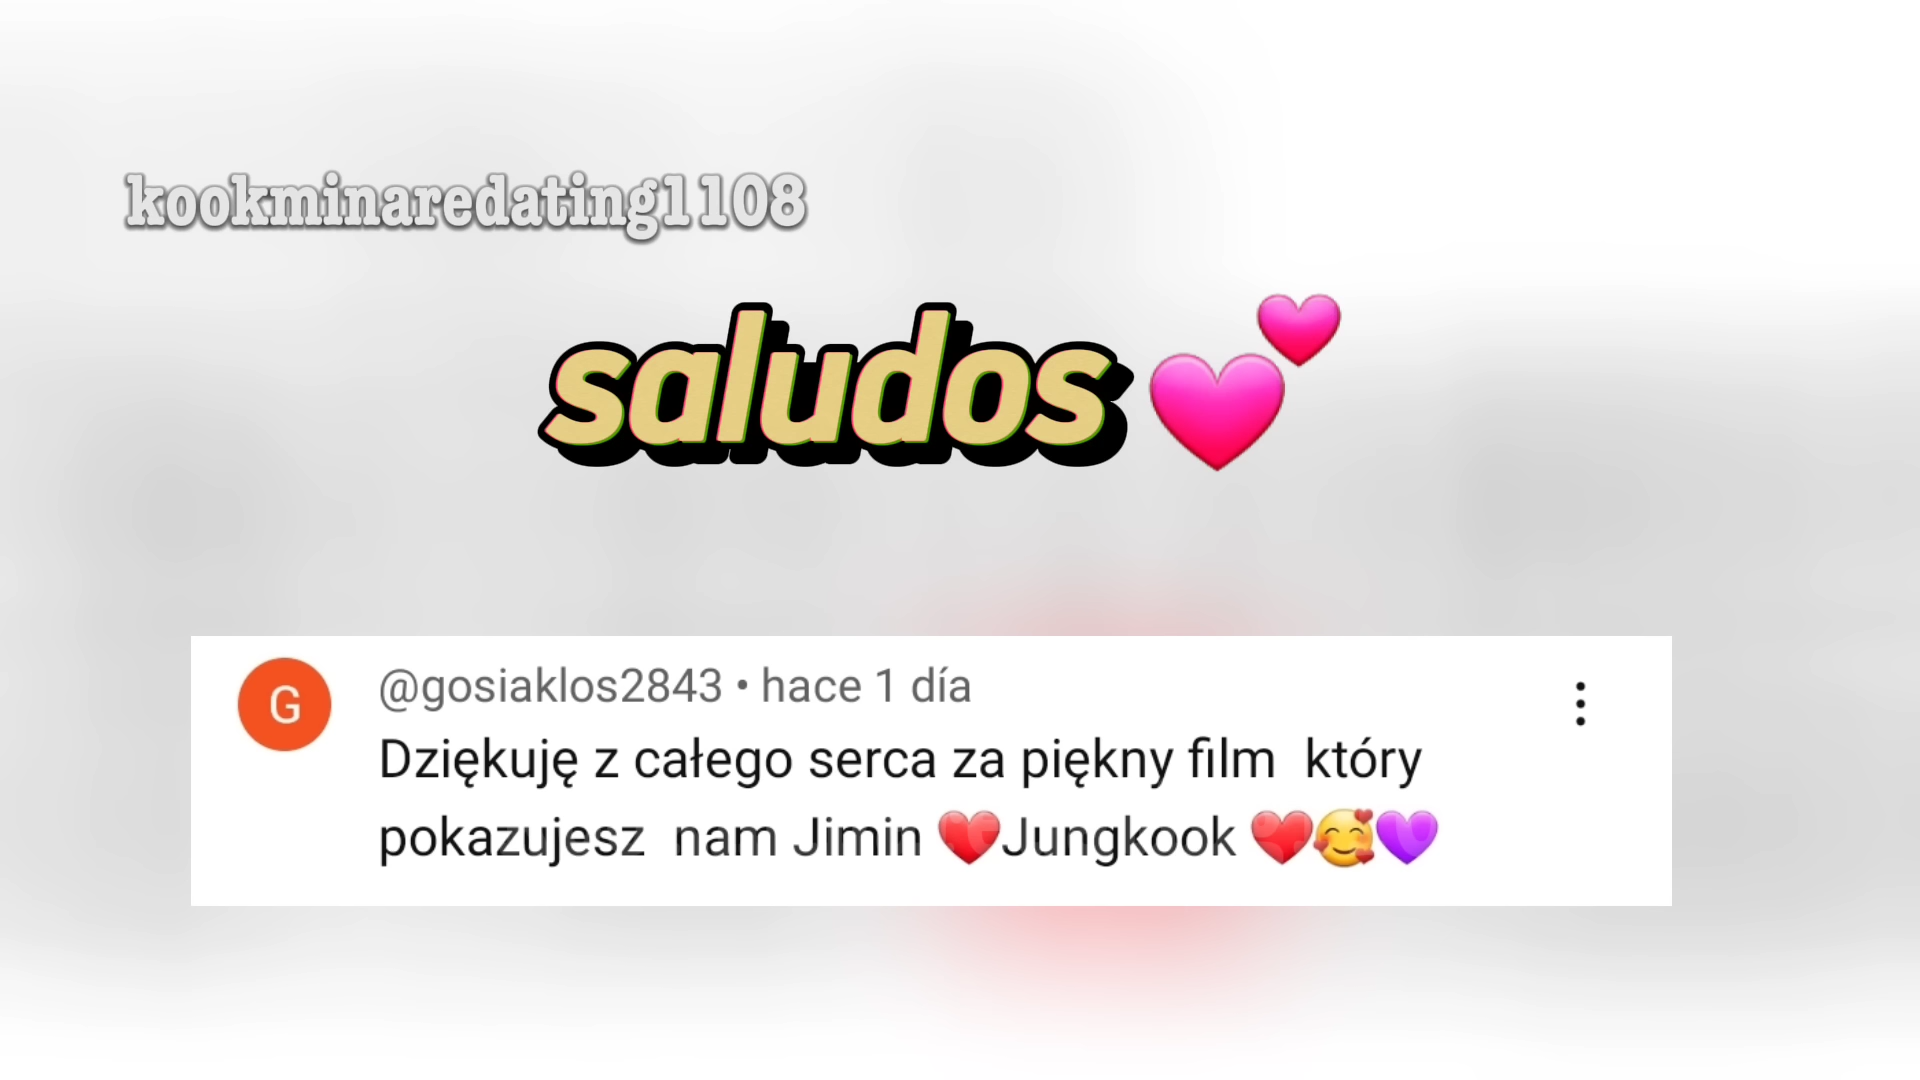 kookminaredating1108
saludos 💕
G
@gosiaklos2843 • hace 1 día
Dziękuję z całego serca za piękny film  który
pokazujesz  nam Jimin ❤️Jungkook ❤️🥰💜